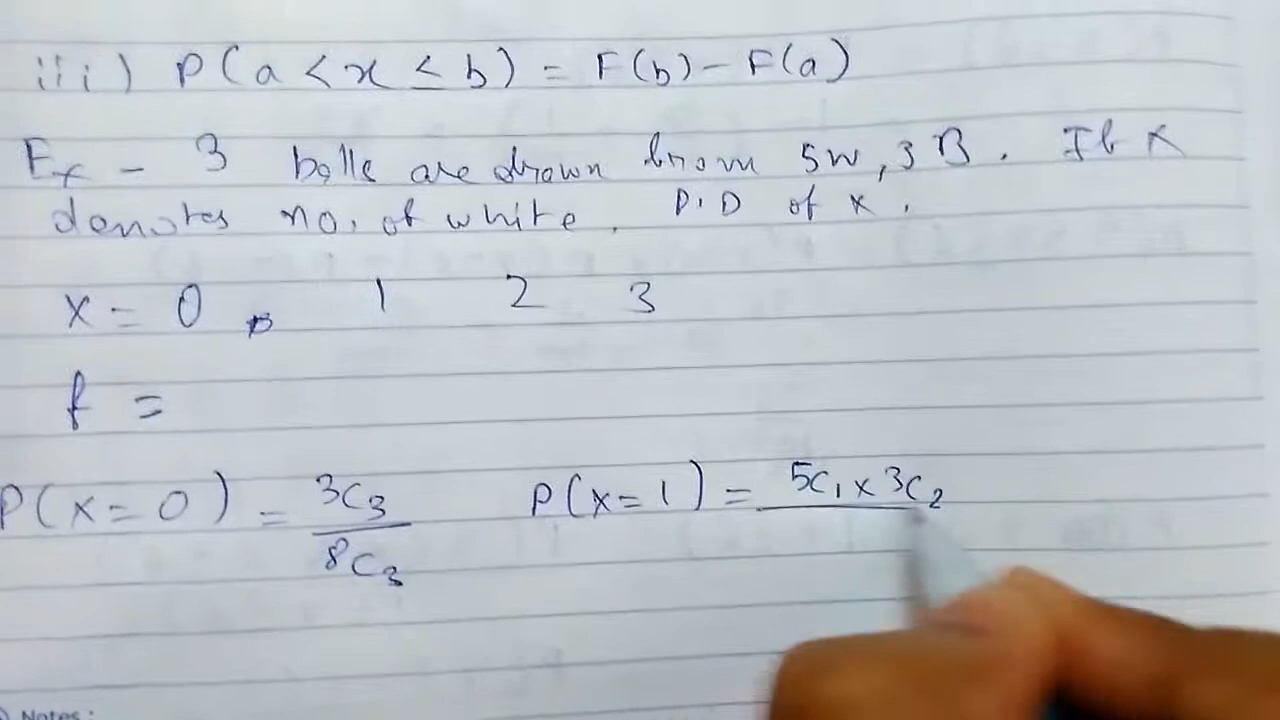 iii) P(a < x ≤ b) = F(b) - F(a)
Ex - 3 balls are drawn from 5W, 3B. If X
denotes no. of white. P.D of x.
x = 0, 1 2 3
f =
P(x=0) = 3C3 / 8C3 P(x=1) = 5C1 x 3C2
Notes :